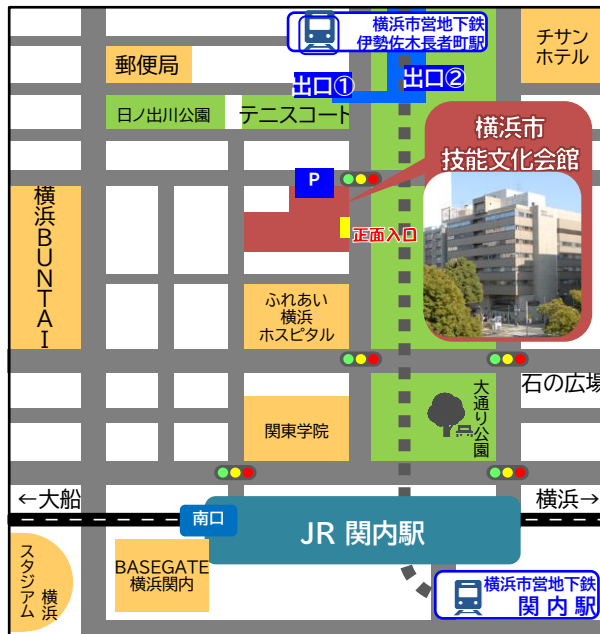 横浜市営地下鉄
伊勢佐木長者町駅
チサン
ホテル
郵便局
出口①
出口②
日ノ出川公園
テニスコート
横浜市
技能文化会館
P
正面入口
横浜BUNTAI
ふれあい
横浜
ホスピタル
石の広場
大通り公園
関東学院
←大船
横浜→
南口
JR 関内駅
横浜
スタジアム
BASEGATE
横浜関内
横浜市営地下鉄
関内駅